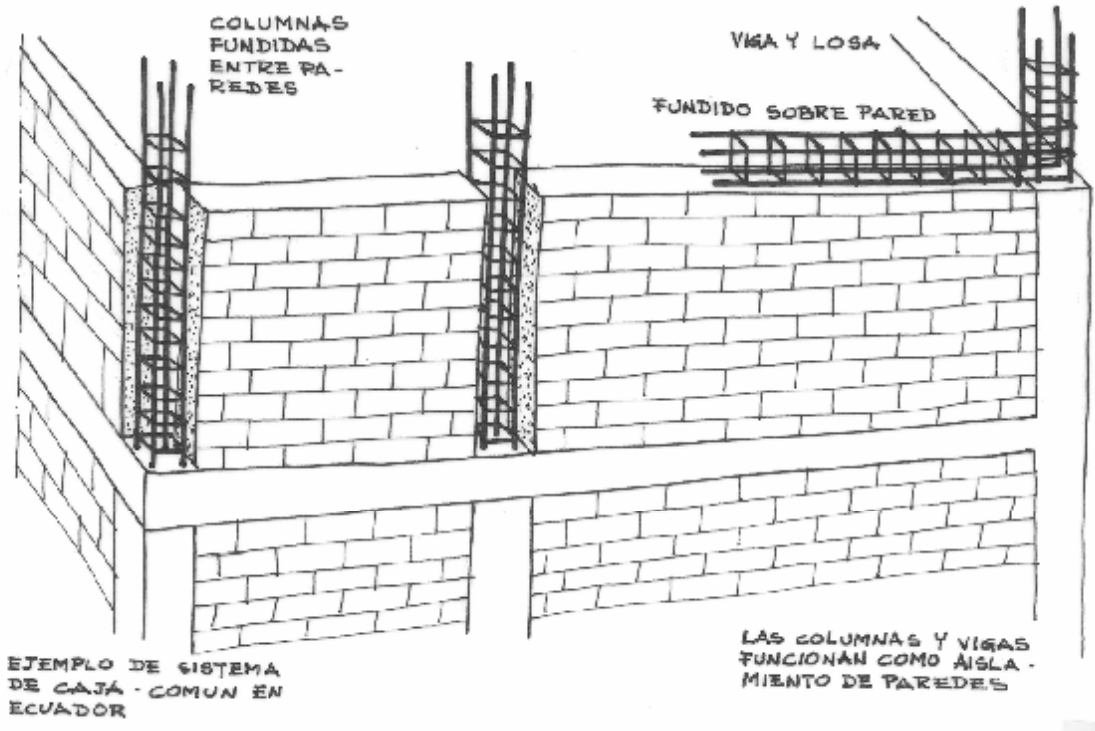 COLUMNAS
FUNDIDAS
ENTRE PA-
REDES
VIGA Y LOSA
FUNDIDO SOBRE PARED
EJEMPLO DE SISTEMA
DE CAJA - COMUN EN
ECUADOR
LAS COLUMNAS Y VIGAS
FUNCIONAN COMO AISLA-
MIENTO DE PAREDES